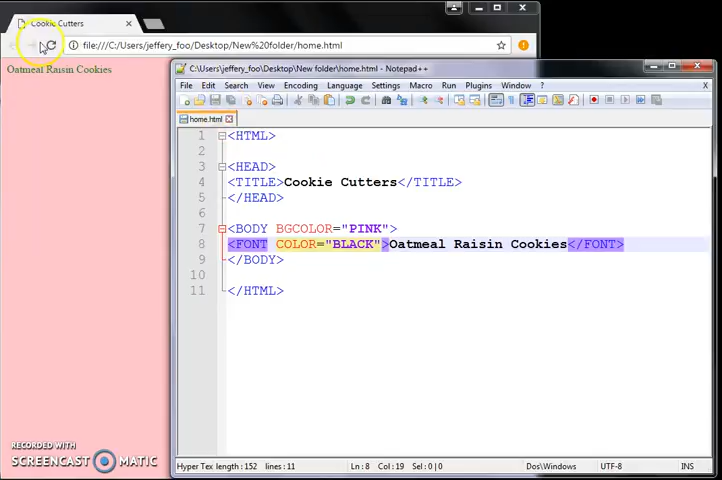 Cookie Cutters
file:///C:/Users/jeffery_foo/Desktop/New%20folder/home.html
Oatmeal Raisin Cookies
C:\Users\jeffery_foo\Desktop\New folder\home.html - Notepad++
File Edit Search View Encoding Language Settings Macro Run Plugins Window ? X
home.html
1 <HTML>
2
3 <HEAD>
4 <TITLE>Cookie Cutters</TITLE>
5 </HEAD>
6
7 <BODY BGCOLOR="PINK">
8 <FONT COLOR="BLACK">Oatmeal Raisin Cookies</FONT>
9 </BODY>
10
11 </HTML>
RECORDED WITH
SCREENCAST MATIC
Hyper Tex length : 152 lines : 11 Ln : 8 Col : 19 Sel : 0 | 0 Dos\Windows UTF-8 INS